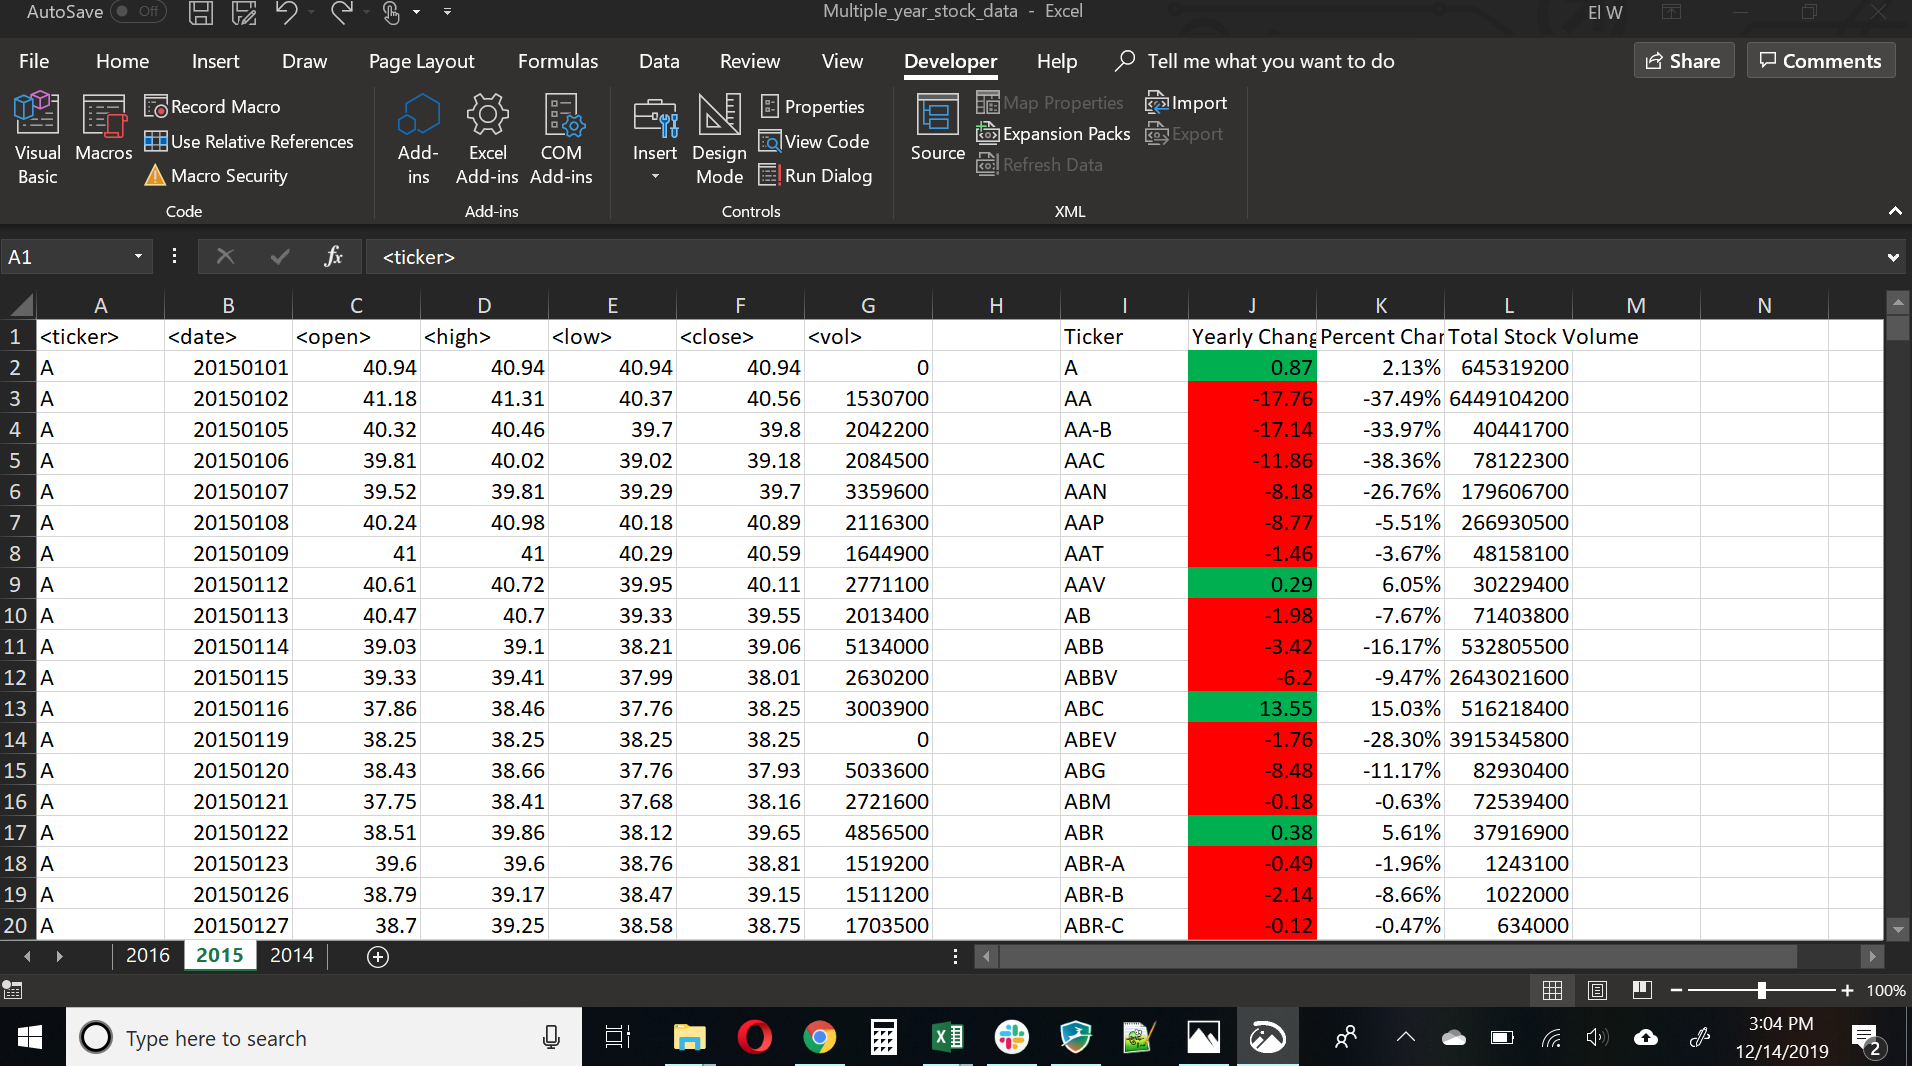 AutoSave Off Multiple_year_stock_data - Excel El W
File Home Insert Draw Page Layout Formulas Data Review View Developer Help Tell me what you want to do Share Comments
Visual Basic
Macros
Record Macro
Use Relative References
Macro Security
Code
Add-ins
Excel Add-ins
COM Add-ins
Add-ins
Insert
Design Mode
Properties
View Code
Run Dialog
Controls
Source
Map Properties
Expansion Packs
Refresh Data
Import
Export
XML
A1 fx <ticker>
A B C D E F G H I J K L M N
1 <ticker> <date> <open> <high> <low> <close> <vol> Ticker Yearly Chang Percent Char Total Stock Volume
2 A 20150101 40.94 40.94 40.94 40.94 0 A 0.87 2.13% 645319200
3 A 20150102 41.18 41.31 40.37 40.56 1530700 AA -17.76 -37.49% 6449104200
4 A 20150105 40.32 40.46 39.7 39.8 2042200 AA-B -17.14 -33.97% 40441700
5 A 20150106 39.81 40.02 39.02 39.18 2084500 AAC -11.86 -38.36% 78122300
6 A 20150107 39.52 39.81 39.29 39.7 3359600 AAN -8.18 -26.76% 179606700
7 A 20150108 40.24 40.98 40.18 40.89 2116300 AAP -8.77 -5.51% 266930500
8 A 20150109 41 41 40.29 40.59 1644900 AAT -1.46 -3.67% 48158100
9 A 20150112 40.61 40.72 39.95 40.11 2771100 AAV 0.29 6.05% 30229400
10 A 20150113 40.47 40.7 39.33 39.55 2013400 AB -1.98 -7.67% 71403800
11 A 20150114 39.03 39.1 38.21 39.06 5134000 ABB -3.42 -16.17% 532805500
12 A 20150115 39.33 39.41 37.99 38.01 2630200 ABBV -6.2 -9.47% 2643021600
13 A 20150116 37.86 38.46 37.76 38.25 3003900 ABC 13.55 15.03% 516218400
14 A 20150119 38.25 38.25 38.25 38.25 0 ABEV -1.76 -28.30% 3915345800
15 A 20150120 38.43 38.66 37.76 37.93 5033600 ABG -8.48 -11.17% 82930400
16 A 20150121 37.75 38.41 37.68 38.16 2721600 ABM -0.18 -0.63% 72539400
17 A 20150122 38.51 39.86 38.12 39.65 4856500 ABR 0.38 5.61% 37916900
18 A 20150123 39.6 39.6 38.76 38.81 1519200 ABR-A -0.49 -1.96% 1243100
19 A 20150126 38.79 39.17 38.47 39.15 1511200 ABR-B -2.14 -8.66% 1022000
20 A 20150127 38.7 39.25 38.58 38.75 1703500 ABR-C -0.12 -0.47% 634000
2016 2015 2014
100%
Type here to search
3:04 PM
12/14/2019
2